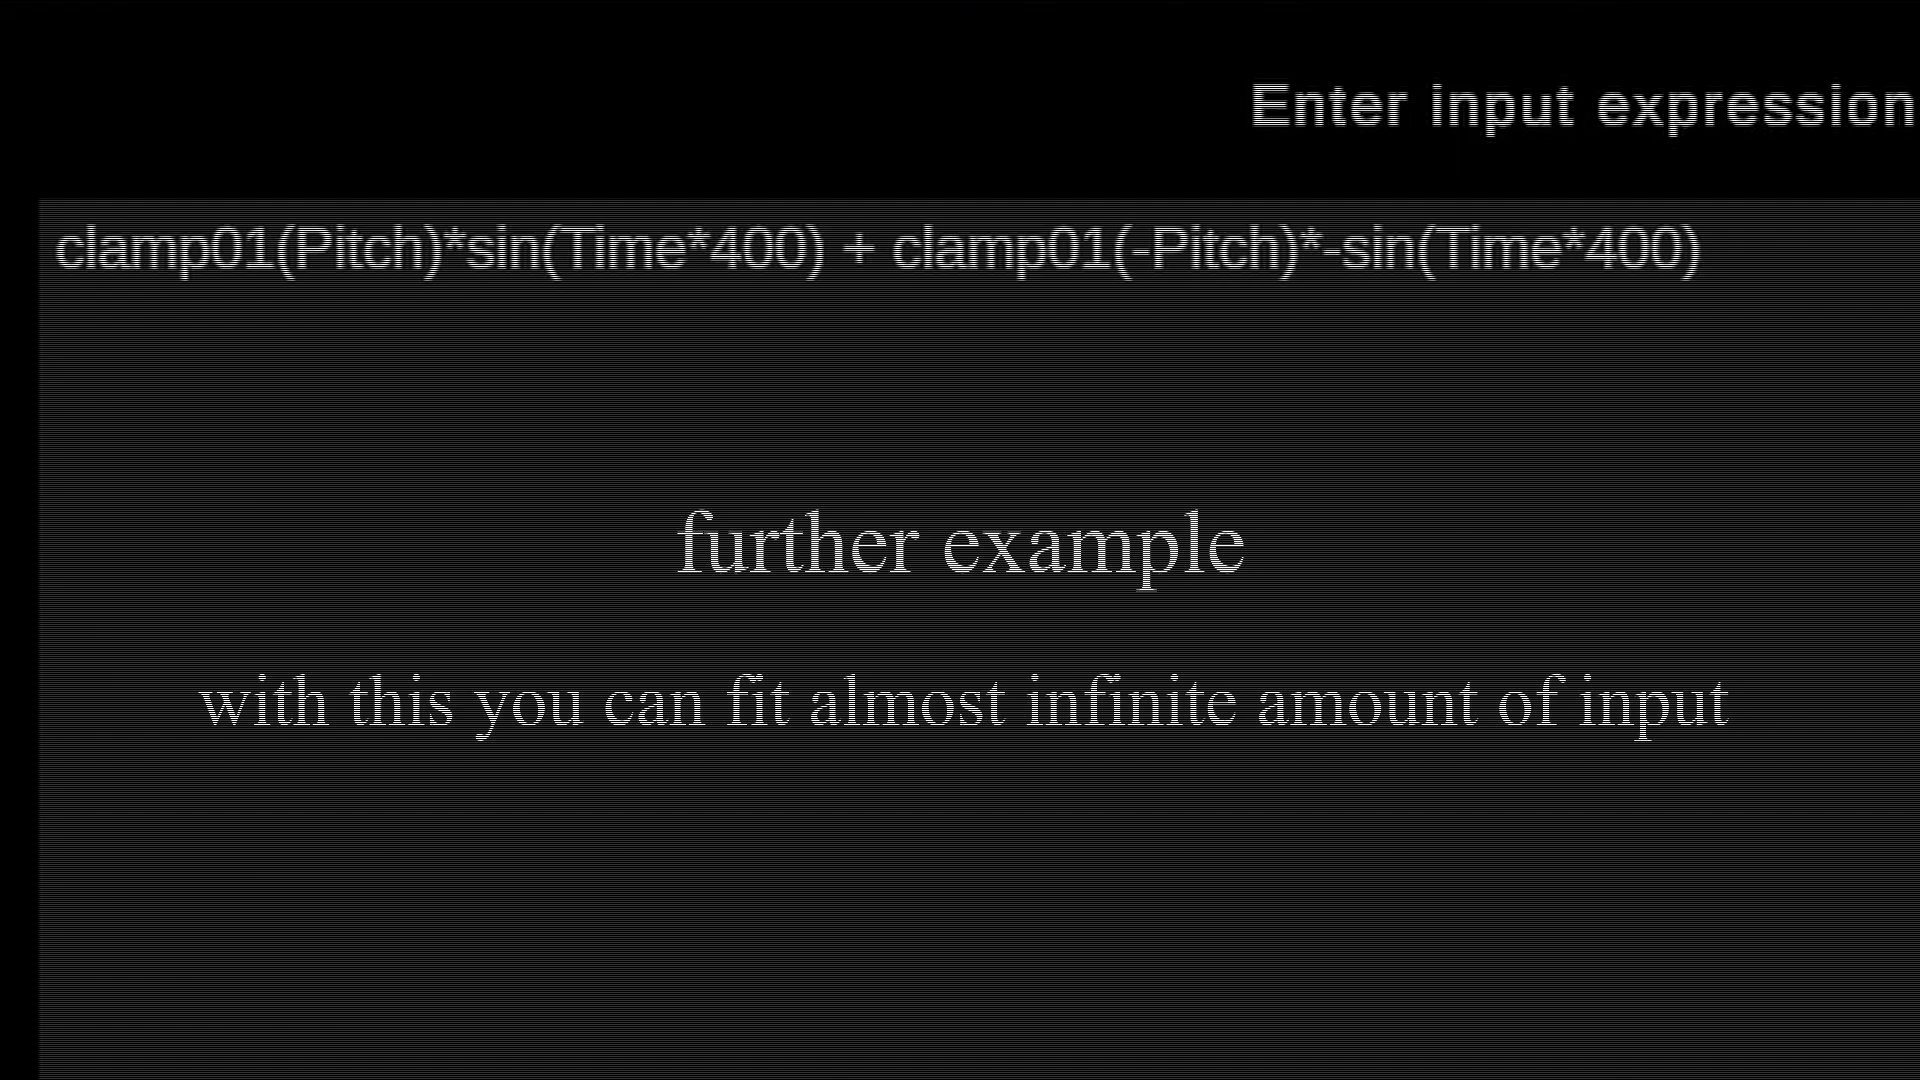 Enter input expression
clamp01(Pitch)*sin(Time*400) + clamp01(-Pitch)*-sin(Time*400)
further example
with this you can fit almost infinite amount of input